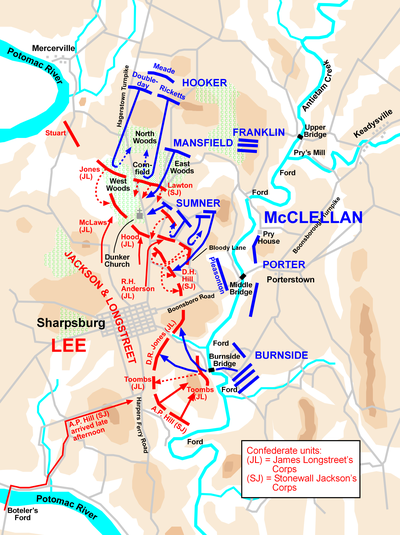 Mercerville
Potomac River
Hagerstown Turnpike
Double-
day
Meade
Ricketts
HOOKER
Antietam Creek
Keadysville
Stuart
North
Woods
MANSFIELD
FRANKLIN
Upper
Bridge
Pry's Mill
Jones
(JL)
West
Woods
Corn-
field
East
Woods
Lawton
(SJ)
Ford
Ford
SUMNER
McCLELLAN
Boonsborough Turnpike
McLaws
(JL)
Hood
(JL)
Dunker
Church
Bloody Lane
Pry
House
JACKSON & LONGSTREET
R.H.
Anderson
(JL)
D.H.
Hill
(SJ)
Pleasonton
PORTER
Porterstown
Middle
Bridge
Boonsboro Road
Sharpsburg
LEE
D.R. Jones (JL)
Ford
Burnside
Bridge
BURNSIDE
Toombs
(JL)
Toombs
(JL)
Ford
A.P. Hill (SJ)
Harpers Ferry Road
Ford
A.P. Hill (SJ)
arrived late
afternoon
Confederate units:
(JL) = James Longstreet's
Corps
(SJ) = Stonewall Jackson's
Corps
Boteler's
Ford
Potomac River